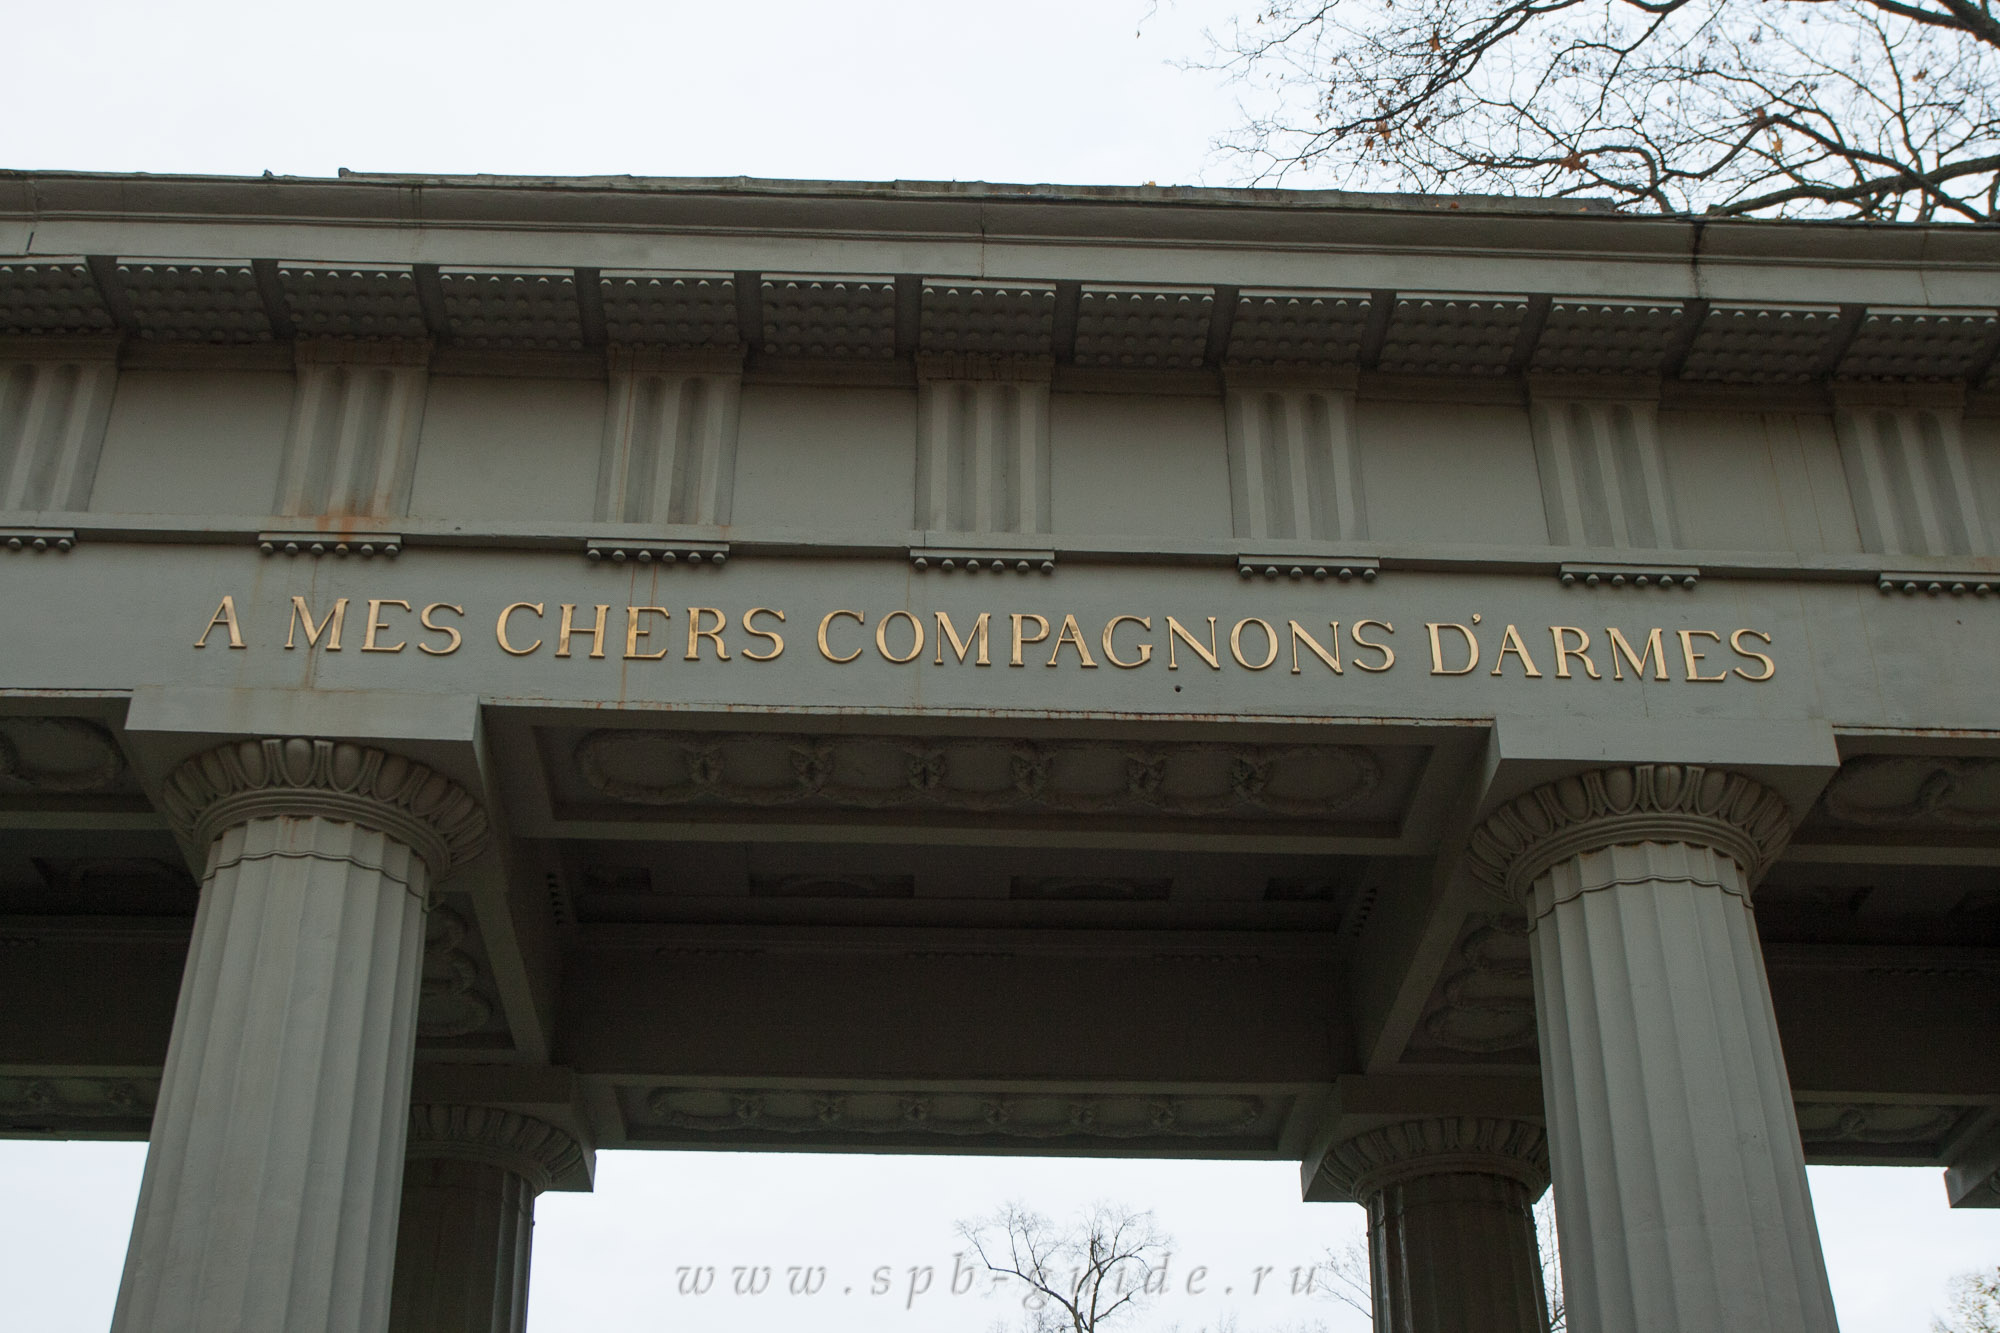 A MES CHERS COMPAGNONS D'ARMES
www.spb-guide.ru